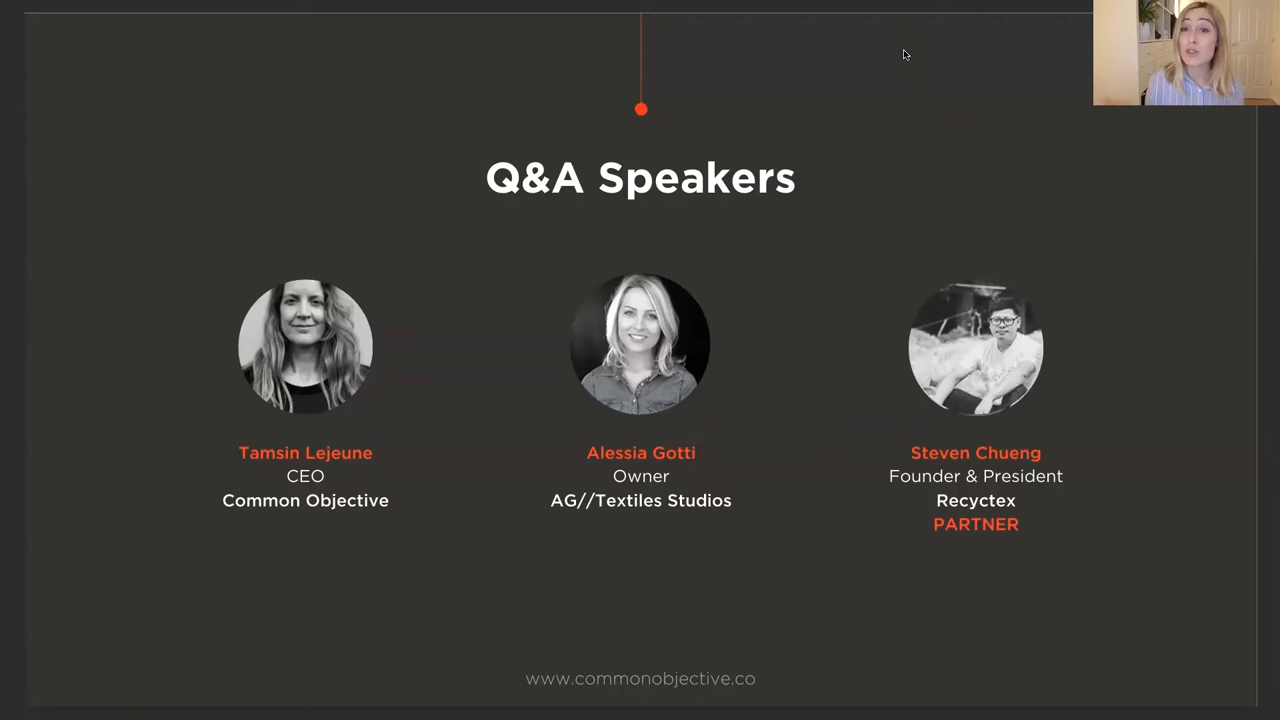 Q&A Speakers
Tamsin Lejeune
CEO
Common Objective
Alessia Gotti
Owner
AG//Textiles Studios
Steven Chueng
Founder & President
Recyctex
PARTNER
www.commonobjective.co